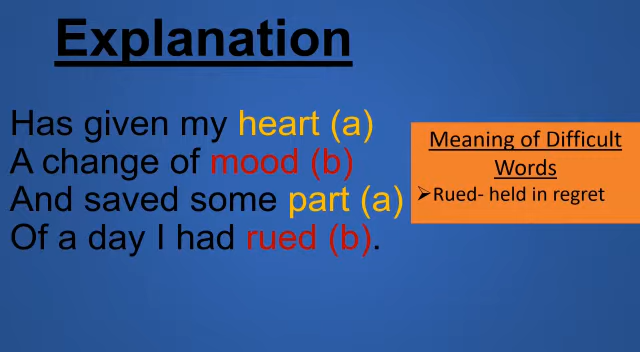 Explanation
Has given my heart (a)
A change of mood (b)
And saved some part (a)
Of a day I had rued (b).
Meaning of Difficult
Words
➢Rued- held in regret